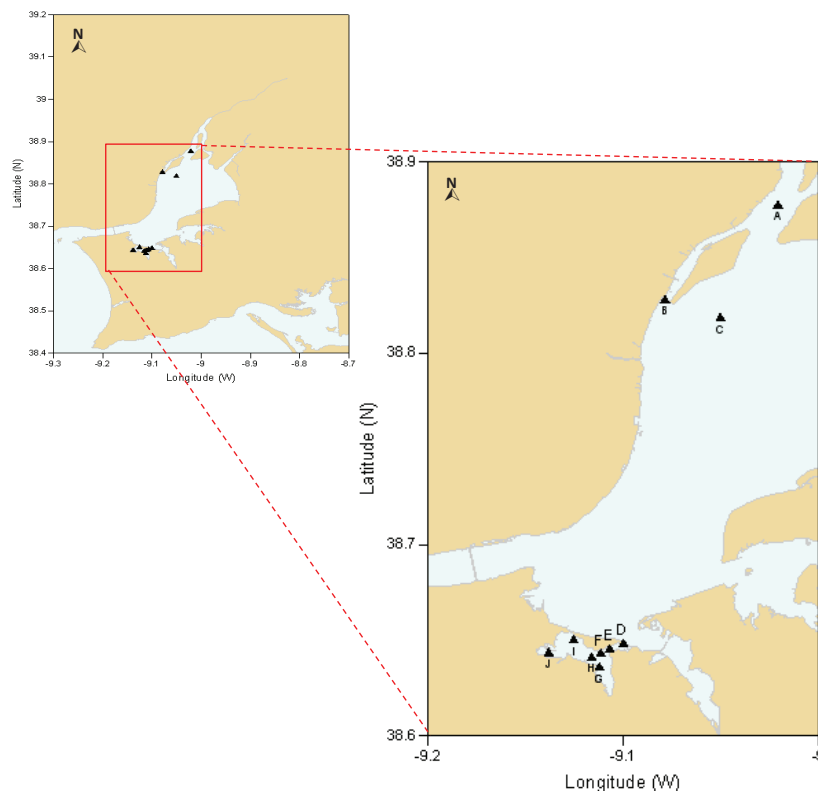 39.2
N
39.1
39
38.9
38.8
38.7
38.6
38.5
38.4
Latitude (N)
-9.3
-9.2
-9.1
-9
-8.9
-8.8
-8.7
Longitude (W)
38.9
N
A
B
C
38.8
Latitude (N)
38.7
D
E
F
I
J
H
G
38.6
-9.2
-9.1
-9
Longitude (W)